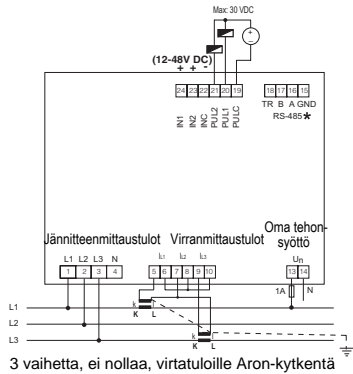 Max: 30 VDC
(12-48V DC)
+ + -
24 23 22 21 20 19
18 17 16 15
IN1 IN2 INC PUL2 PUL1 PULC
TR B A GND
RS-485*
Jännitteenmittaustulot
Virranmittaustulot
Oma tehon-
syöttö
L1 L2 L3 N
IL1 IL2 IL3
Un
1 2 3 4
5 6 7 8 9 10
13 14
1A
N
L1
k l
K L
L2
L3
k l
K L
3 vaihetta, ei nollaa, virtatuloille Aron-kytkentä